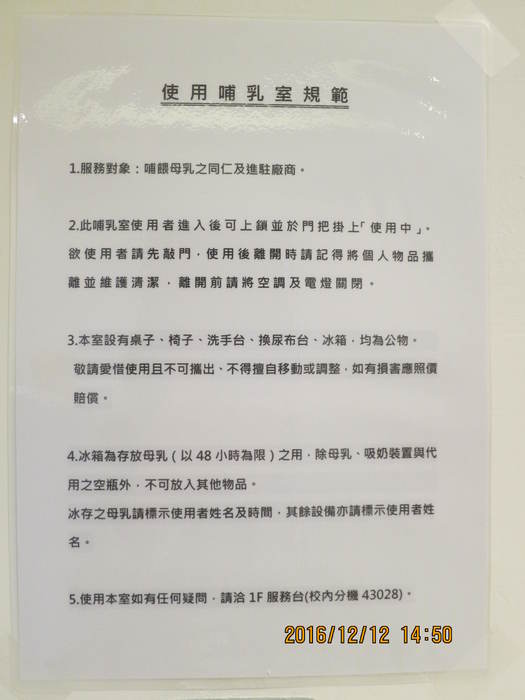 使用哺乳室規範
1.服務對象：哺餵母乳之同仁及進駐廠商。
2.此哺乳室使用者進入後可上鎖並於門把掛上「使用中」。
欲使用者請先敲門，使用後離開時請記得將個人物品攜
離並維護清潔，離開前請將空調及電燈關閉。
3.本室設有桌子、椅子、洗手台、換尿布台、冰箱，均為公物。
敬請愛惜使用且不可攜出、不得擅自移動或調整，如有損害應照價
賠償。
4.冰箱為存放母乳（以 48 小時為限）之用，除母乳、吸奶裝置與代
用之空瓶外，不可放入其他物品。
冰存之母乳請標示使用者姓名及時間，其餘設備亦請標示使用者姓
名。
5.使用本室如有任何疑問，請洽 1F 服務台(校內分機 43028)。
2016/12/12 14:50